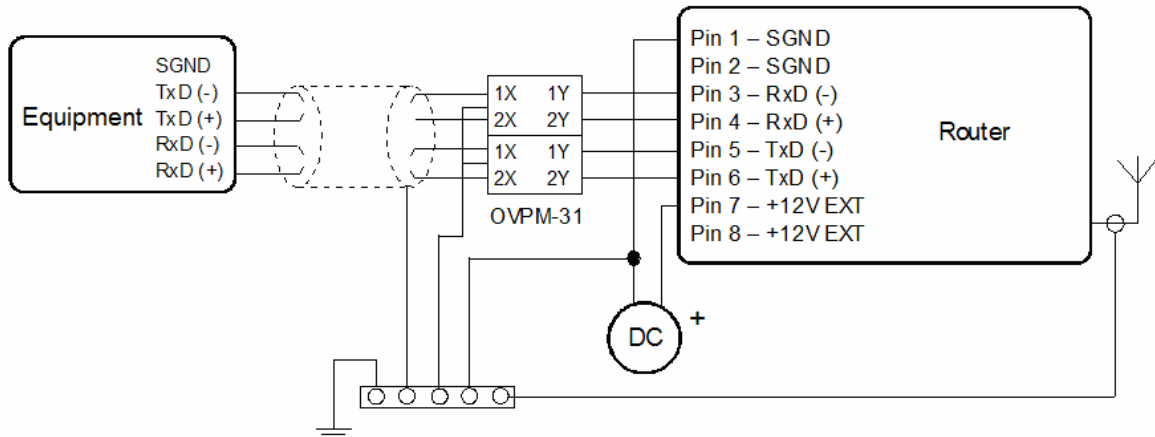 Equipment
SGND
TxD (-)
TxD (+)
RxD (-)
RxD (+)
1X 1Y
2X 2Y
1X 1Y
2X 2Y
OVPM-31
Pin 1 – SGND
Pin 2 – SGND
Pin 3 – RxD (-)
Pin 4 – RxD (+)
Pin 5 – TxD (-)
Pin 6 – TxD (+)
Pin 7 – +12V EXT
Pin 8 – +12V EXT
Router
DC
+